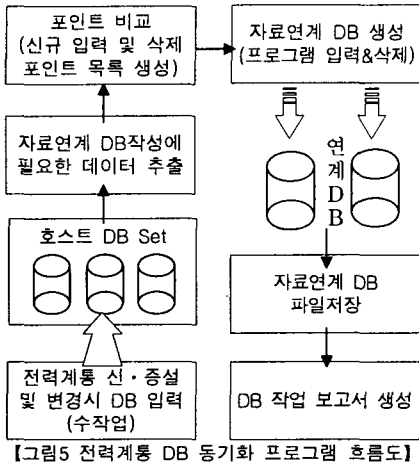 포인트 비교
(신규 입력 및 삭제
포인트 목록 생성)
자료연계 DB 생성
(프로그램 입력&삭제)
자료연계 DB작성에
필요한 데이터 추출
연계DB
호스트 DB Set
자료연계 DB
파일저장
전력계통 신·증설
및 변경시 DB 입력
(수작업)
DB 작업 보고서 생성
【그림5 전력계통 DB 동기화 프로그램 흐름도】